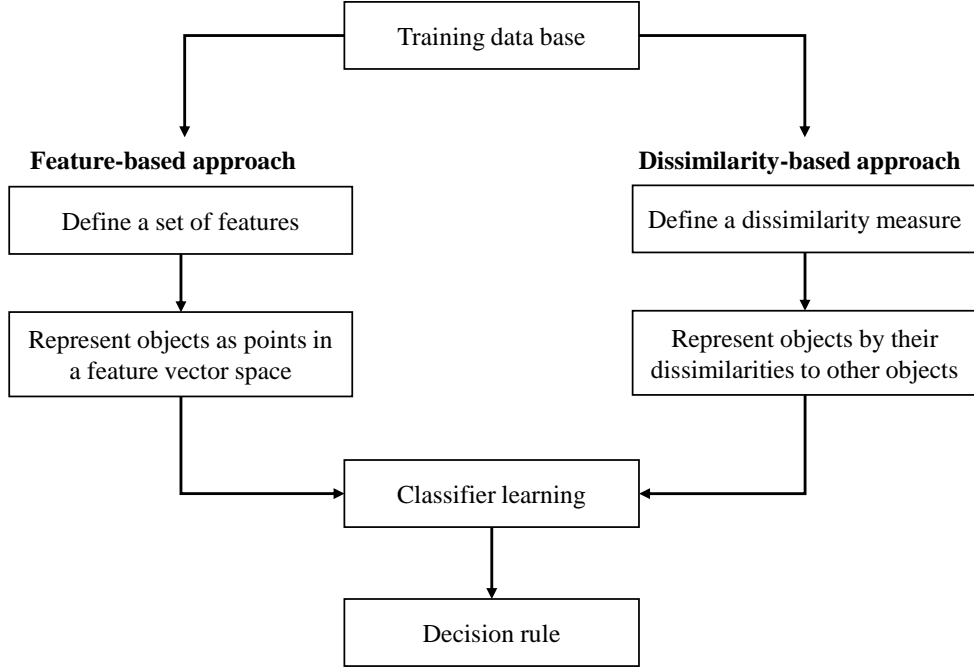 Training data base
Feature-based approach
Define a set of features
Represent objects as points in
a feature vector space
Dissimilarity-based approach
Define a dissimilarity measure
Represent objects by their
dissimilarities to other objects
Classifier learning
Decision rule